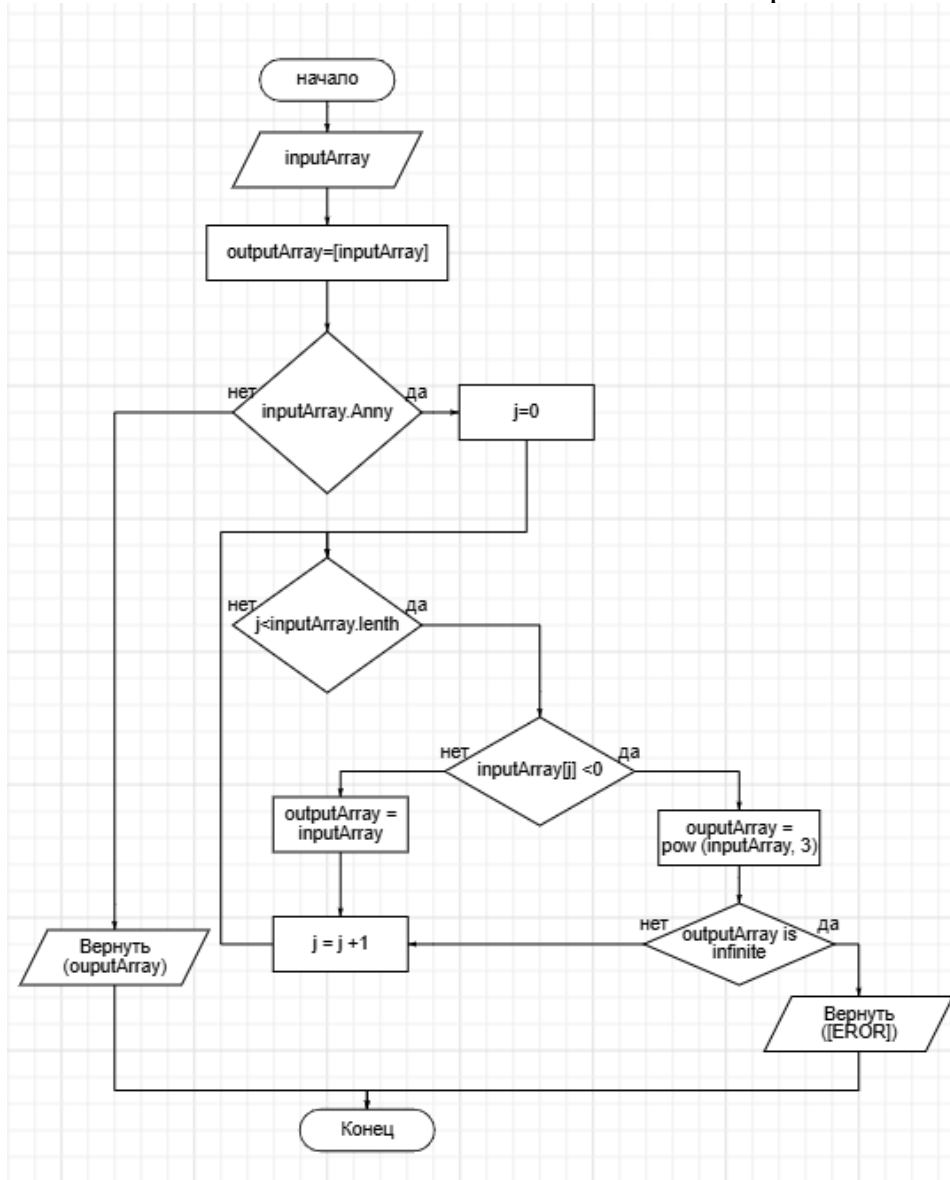 начало
inputArray
outputArray=[inputArray]
нет
inputArray.Anny
да
j=0
нет
j<inputArray.lenth
да
нет
inputArray[j] <0
да
outputArray =
inputArray
ouputArray =
pow (inputArray, 3)
j = j +1
нет
outputArray is
infinite
да
Вернуть
(ouputArray)
Вернуть
([EROR])
Конец